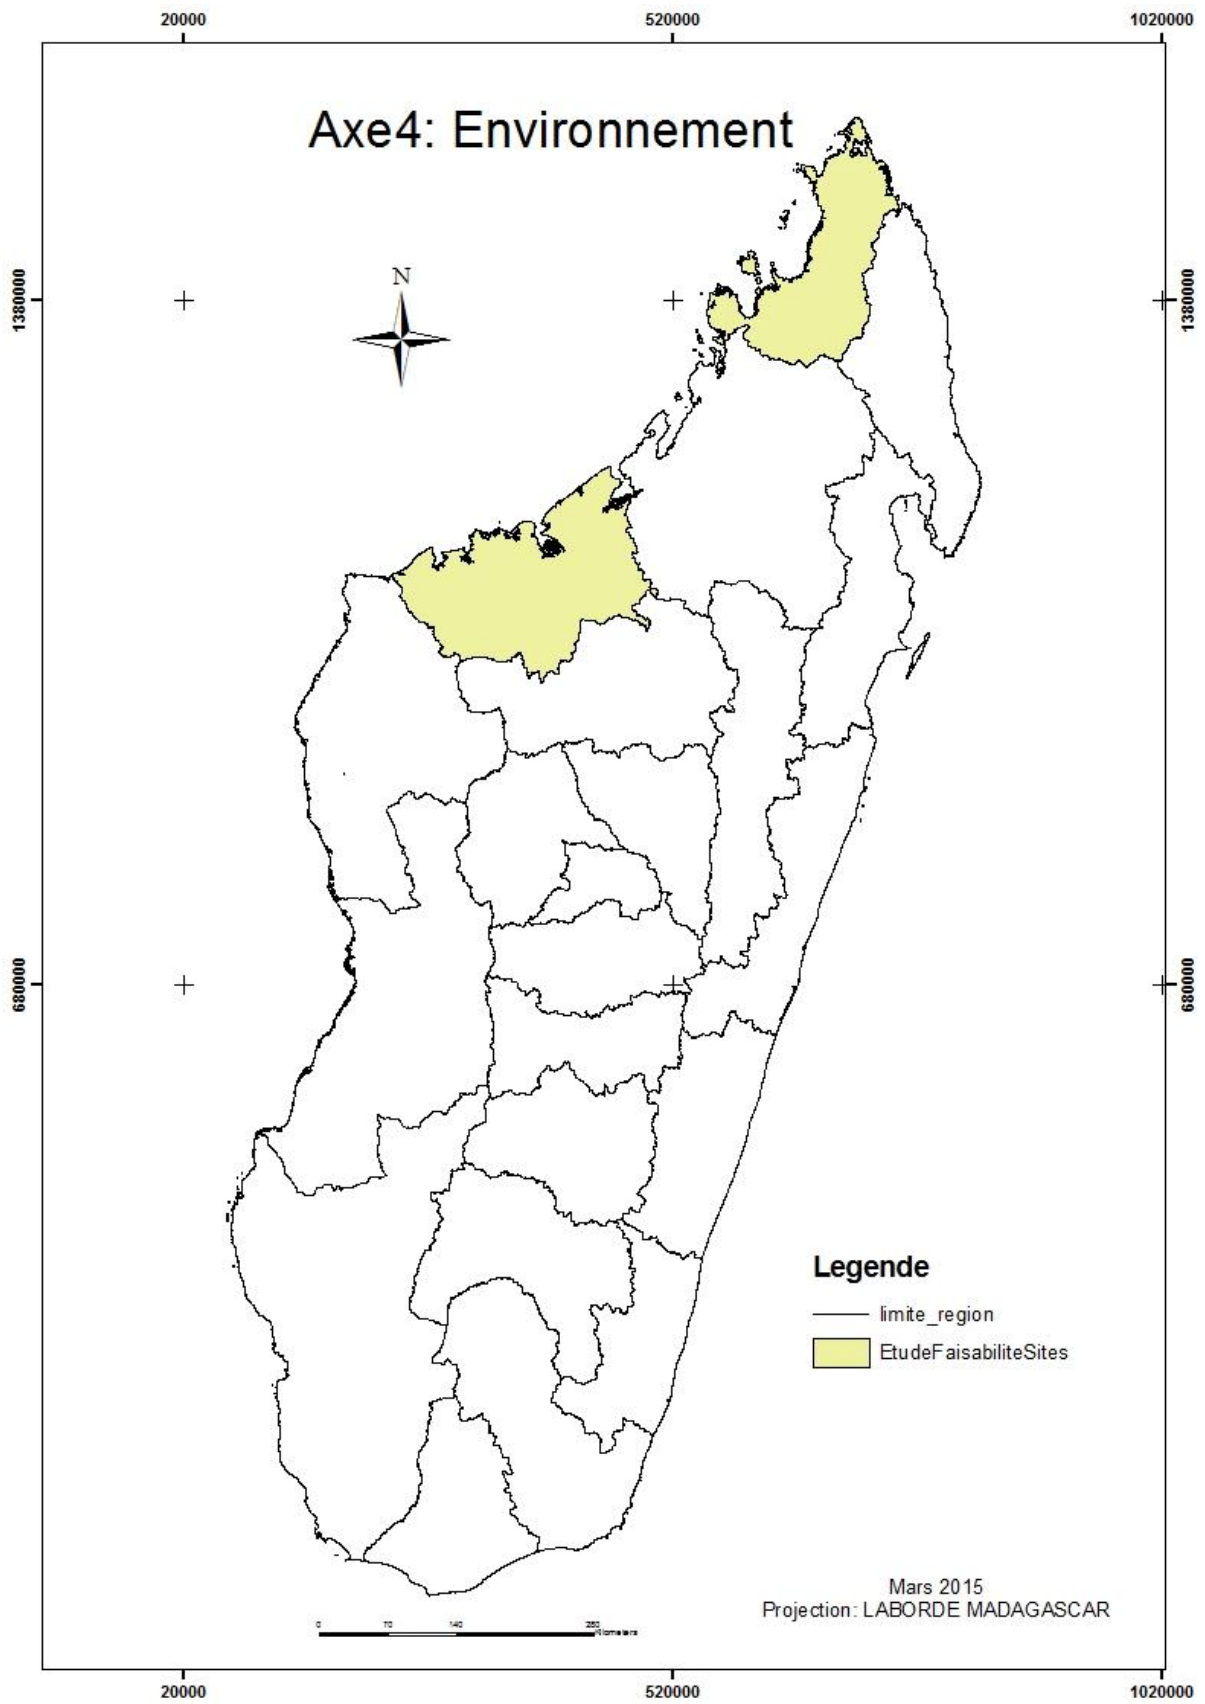 20000 520000 1020000
Axe4: Environnement
N
1380000 1380000
680000 680000
Legende
limite_region
EtudeFaisabiliteSites
Mars 2015
Projection: LABORDE MADAGASCAR
0 70 140 280
Kilometers
20000 520000 1020000